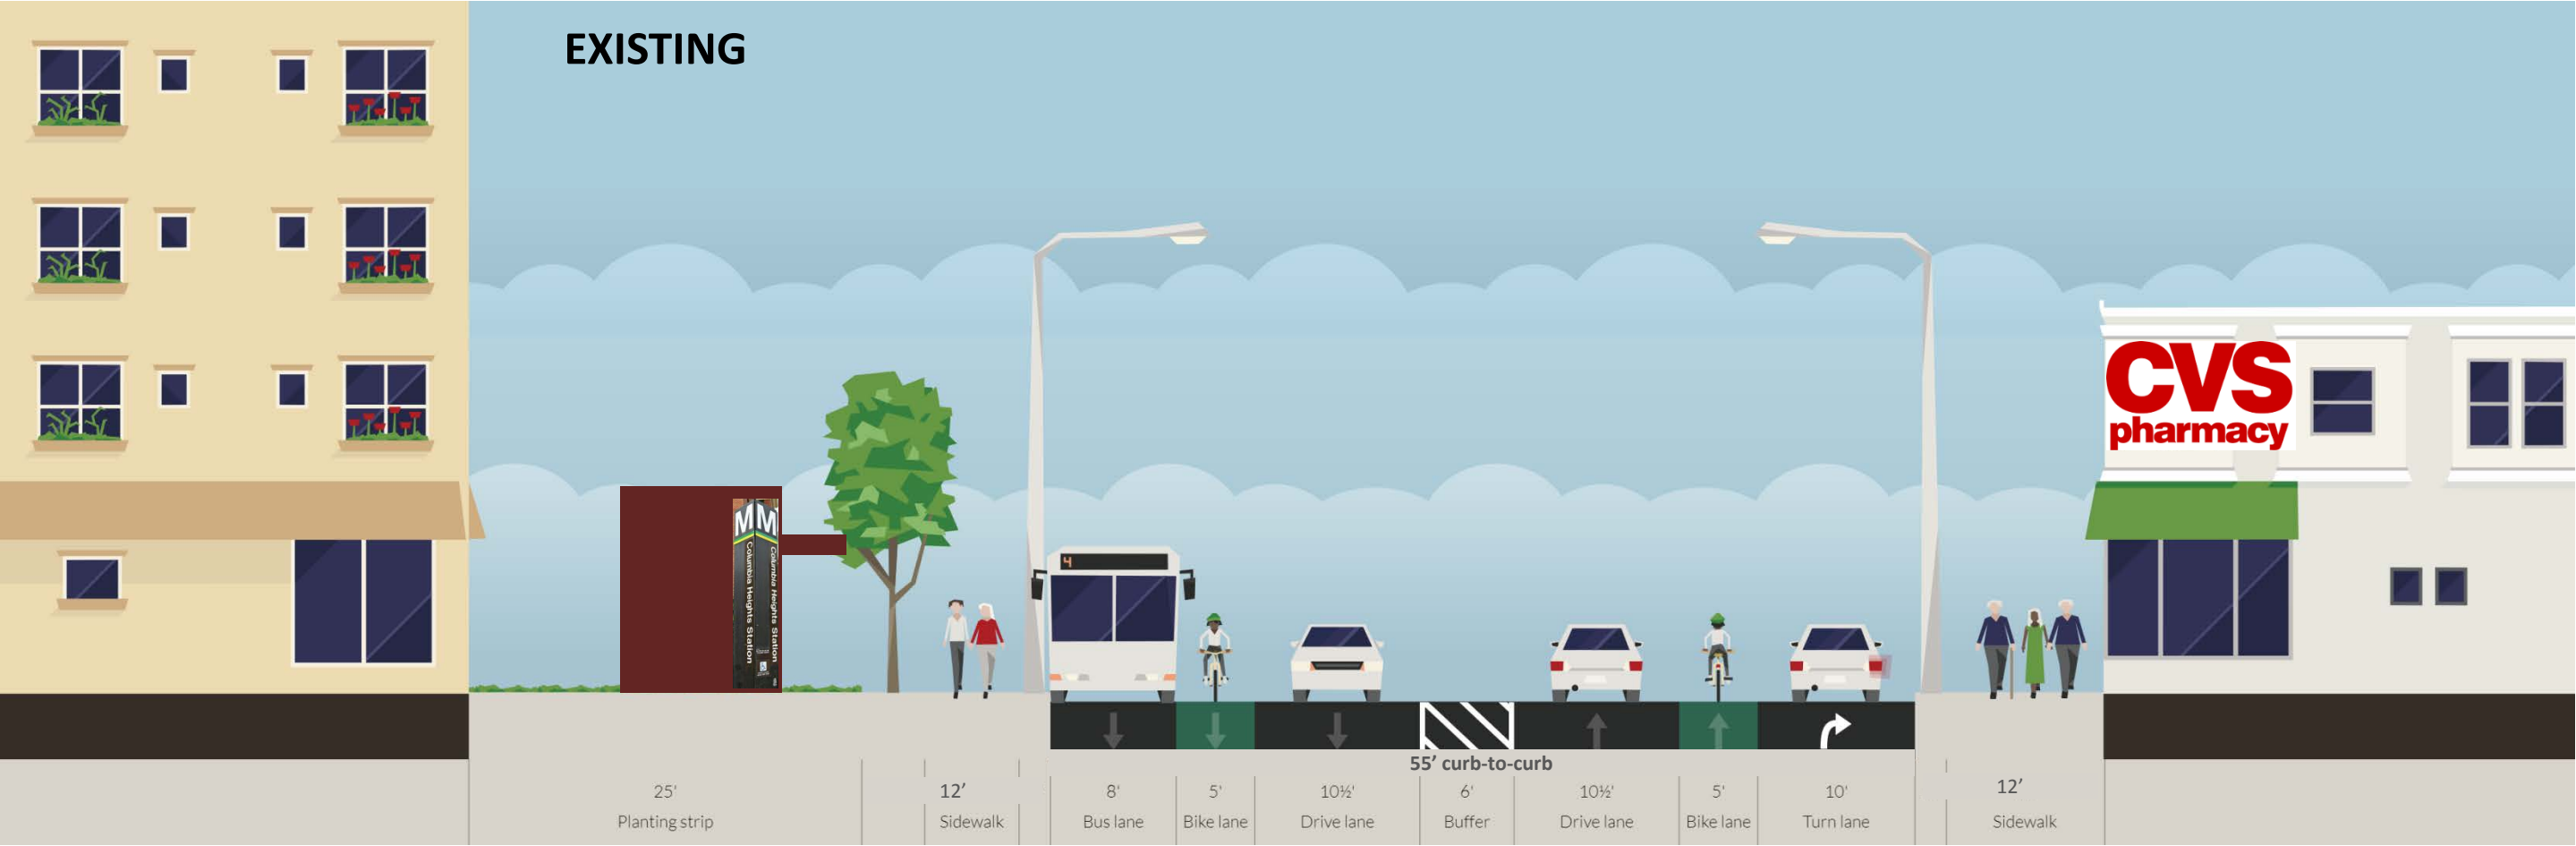 EXISTING
CVS
pharmacy
M M
Columbia Heights Station
Columbia Heights Station
4
55’ curb-to-curb
25'
12’
8'
5'
10½'
6'
10½'
5'
10'
12’
Planting strip
Sidewalk
Bus lane
Bike lane
Drive lane
Buffer
Drive lane
Bike lane
Turn lane
Sidewalk